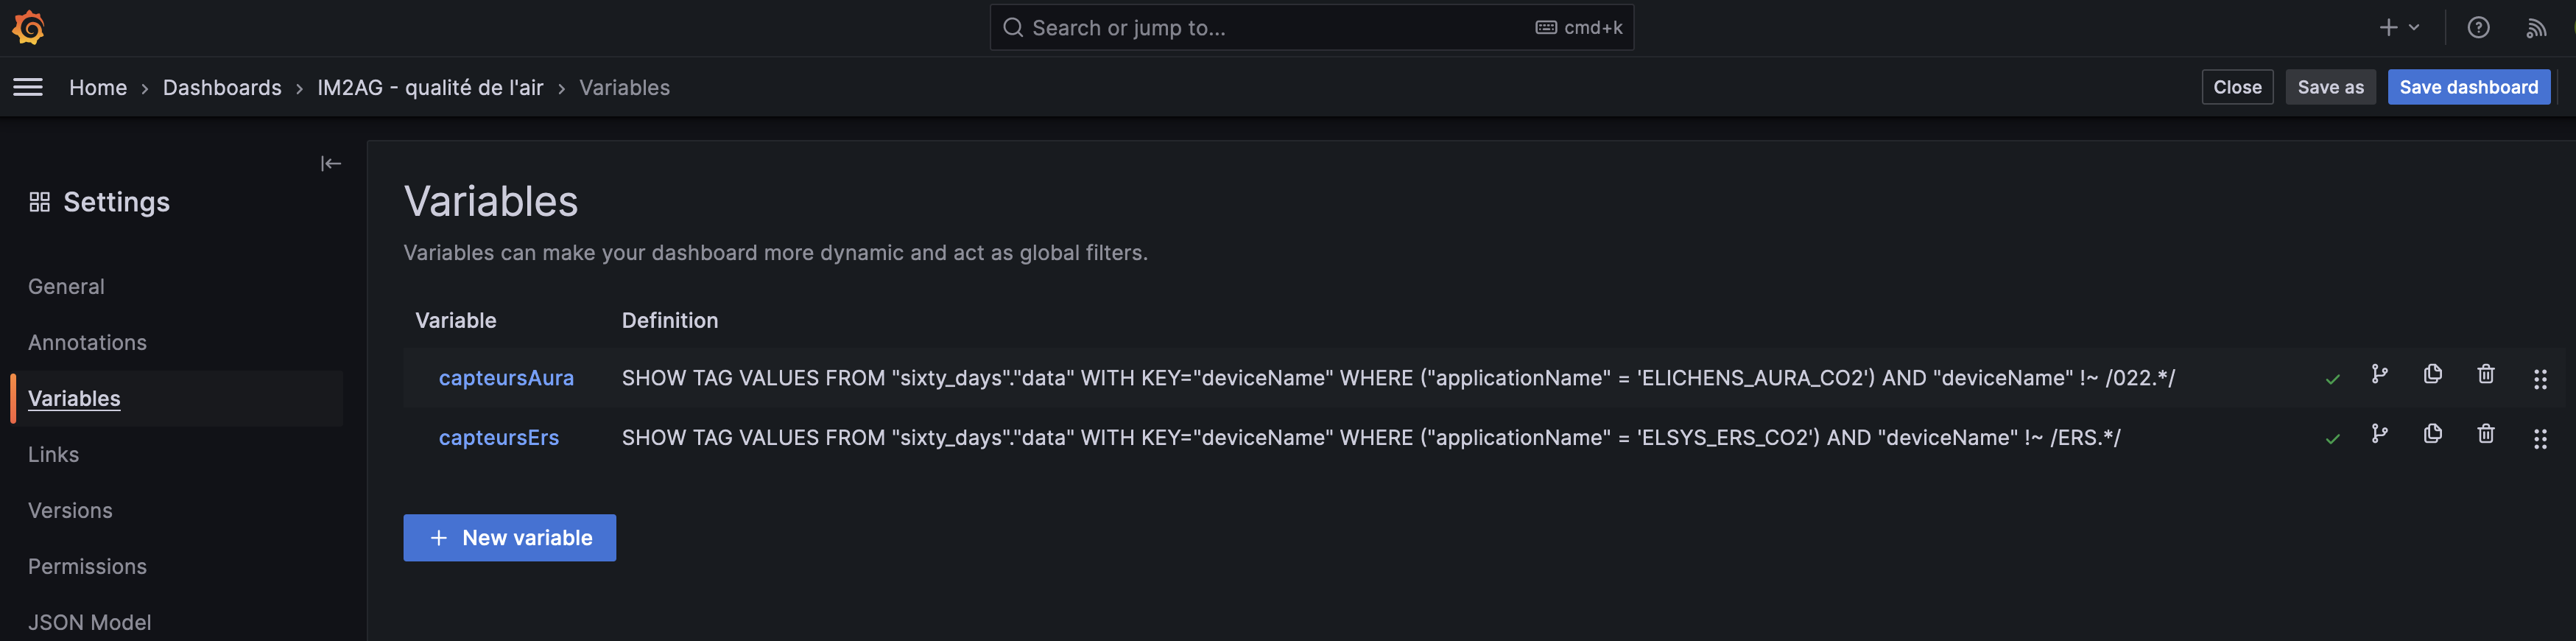 Search or jump to... cmd+k
Home › Dashboards › IM2AG - qualité de l'air › Variables
Close Save as Save dashboard
Settings
General
Annotations
Variables
Links
Versions
Permissions
JSON Model
Variables
Variables can make your dashboard more dynamic and act as global filters.
Variable Definition
capteursAura SHOW TAG VALUES FROM "sixty_days"."data" WITH KEY="deviceName" WHERE ("applicationName" = 'ELICHENS_AURA_CO2') AND "deviceName" !~ /022.*/
capteursErs SHOW TAG VALUES FROM "sixty_days"."data" WITH KEY="deviceName" WHERE ("applicationName" = 'ELSYS_ERS_CO2') AND "deviceName" !~ /ERS.*/
+ New variable